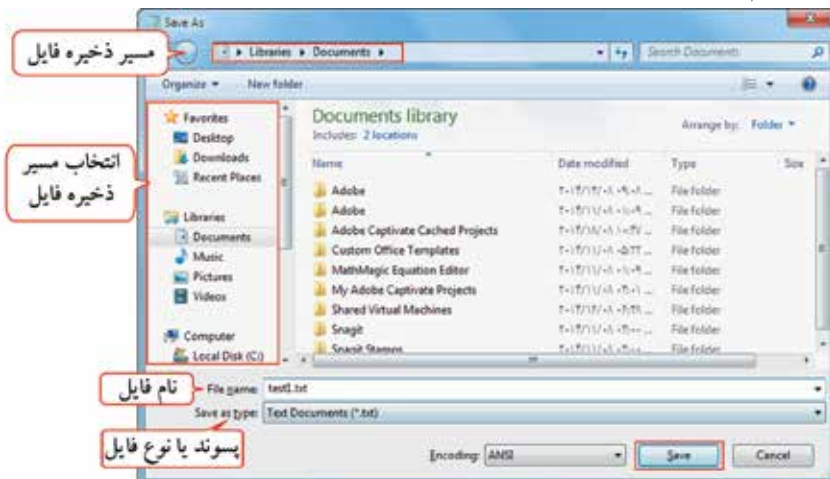 Save As
مسیر ذخیره فایل
Libraries Documents
Search Documents
Organize New folder
انتخاب مسیر
ذخیره فایل
Favorites
Desktop
Downloads
Recent Places
Libraries
Documents
Music
Pictures
Videos
Computer
Local Disk (C:)
Documents library
Includes: 2 locations
Arrange by: Folder
Name Date modified Type Size
Adobe File folder
Adobe File folder
Adobe Captivate Cached Projects File folder
Custom Office Templates File folder
MathMagic Equation Editor File folder
My Adobe Captivate Projects File folder
Shared Virtual Machines File folder
Snagit File folder
Snagit Stamps File folder
نام فایل
File name: test1.txt
Save as type: Text Documents (*.txt)
پسوند یا نوع فایل
Encoding: ANSI Save Cancel